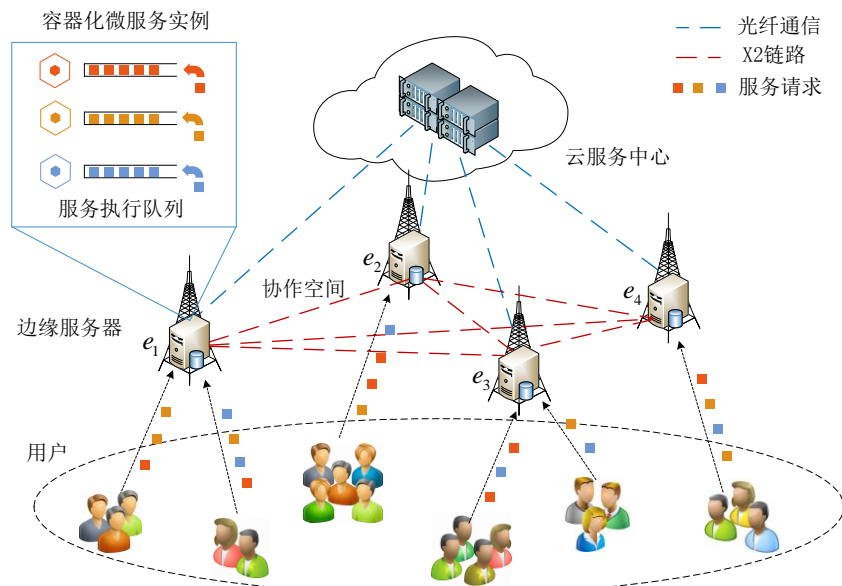 容器化微服务实例
服务执行队列
光纤通信
X2链路
服务请求
云服务中心
e2
协作空间
e4
边缘服务器
e1
e3
用户